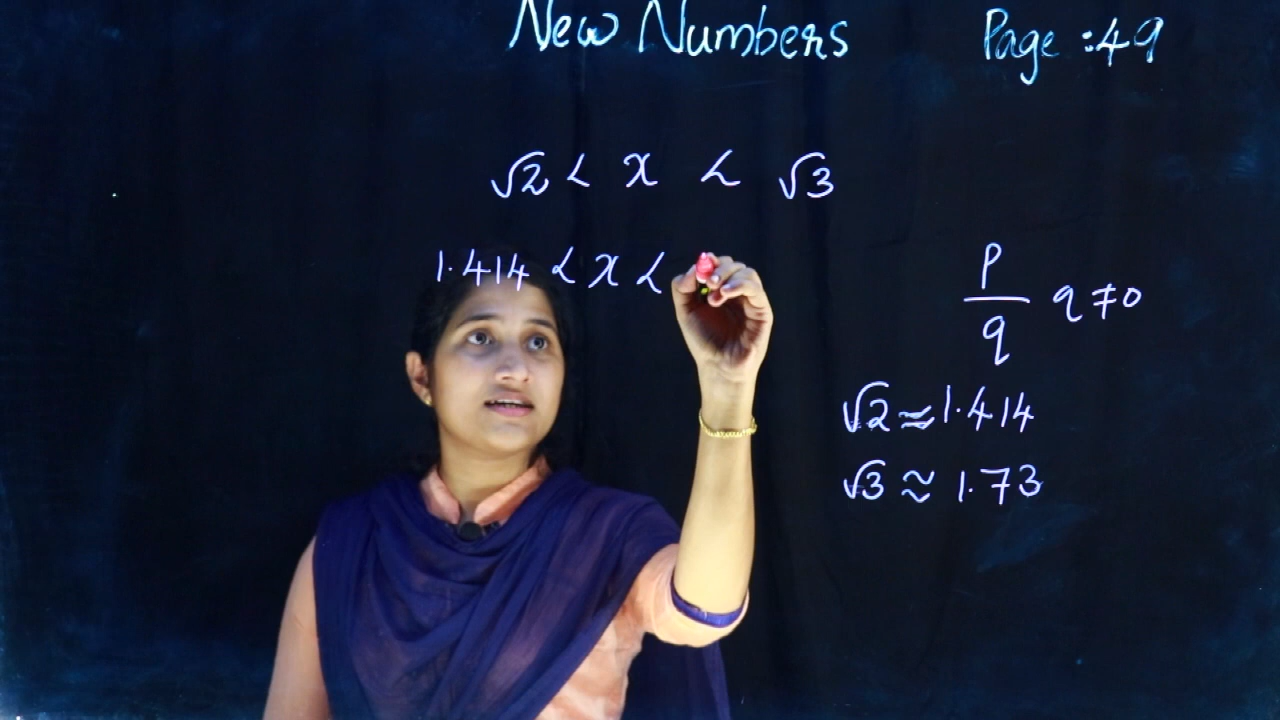 New Numbers
Page :49
√2 < x < √3
1.414 < x <
p/q q≠0
√2 ≈ 1.414
√3 ≈ 1.73